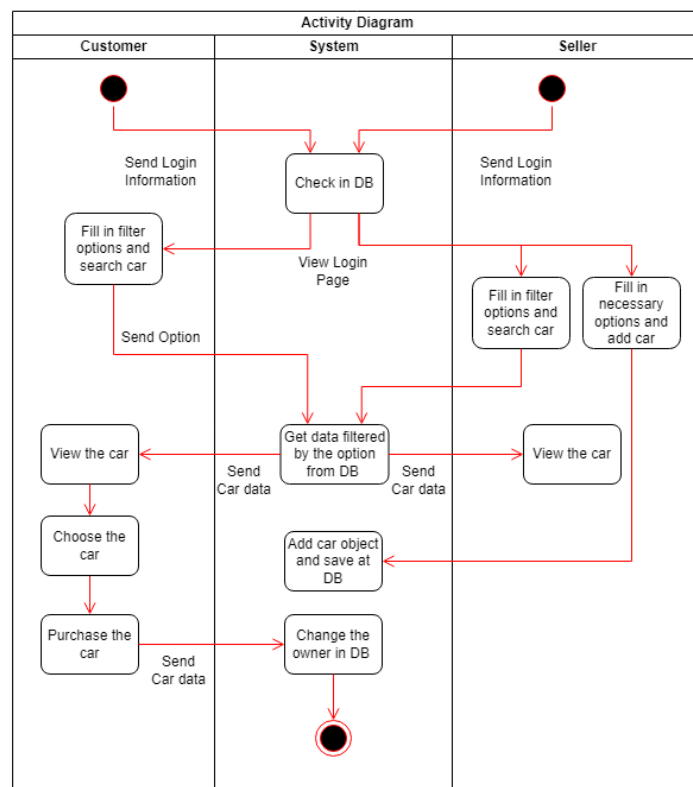 Activity Diagram
Customer
System
Seller
Send Login
Information
Send Login
Information
Check in DB
Fill in filter
options and
search car
View Login
Page
Fill in filter
options and
search car
Fill in
necessary
options and
add car
Send Option
View the car
Get data filtered
by the option
from DB
View the car
Send
Car data
Send
Car data
Choose the
car
Add car object
and save at
DB
Purchase the
car
Change the
owner in DB
Send
Car data